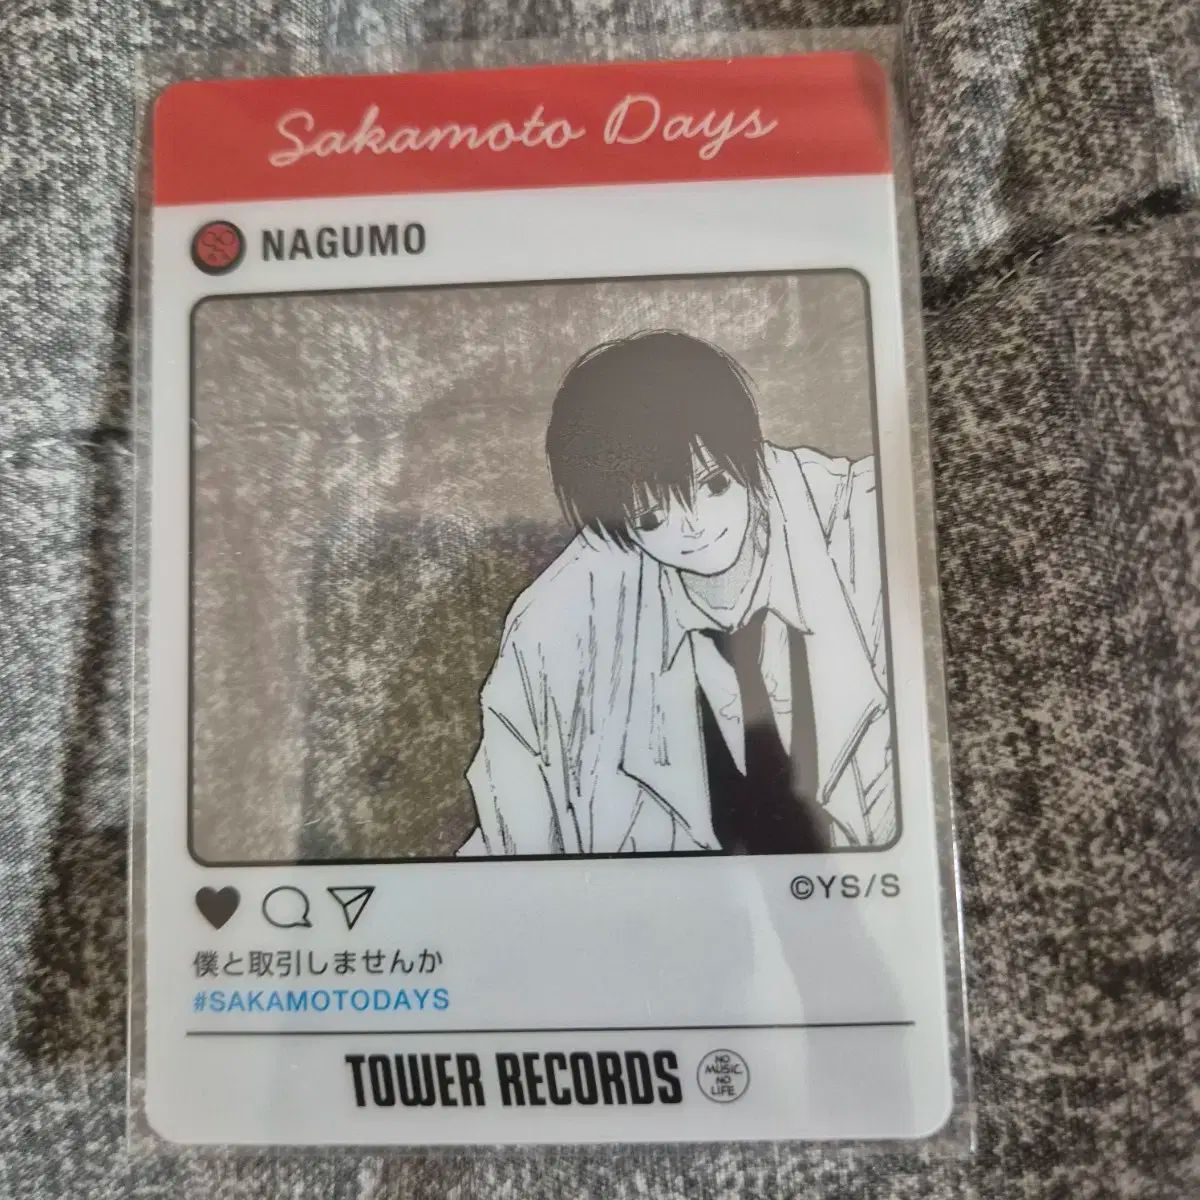 Sakamoto Days
NAGUMO
©YS/S
僕と取引しませんか
#SAKAMOTODAYS
TOWER RECORDS
NO
MUSIC,
NO
LIFE